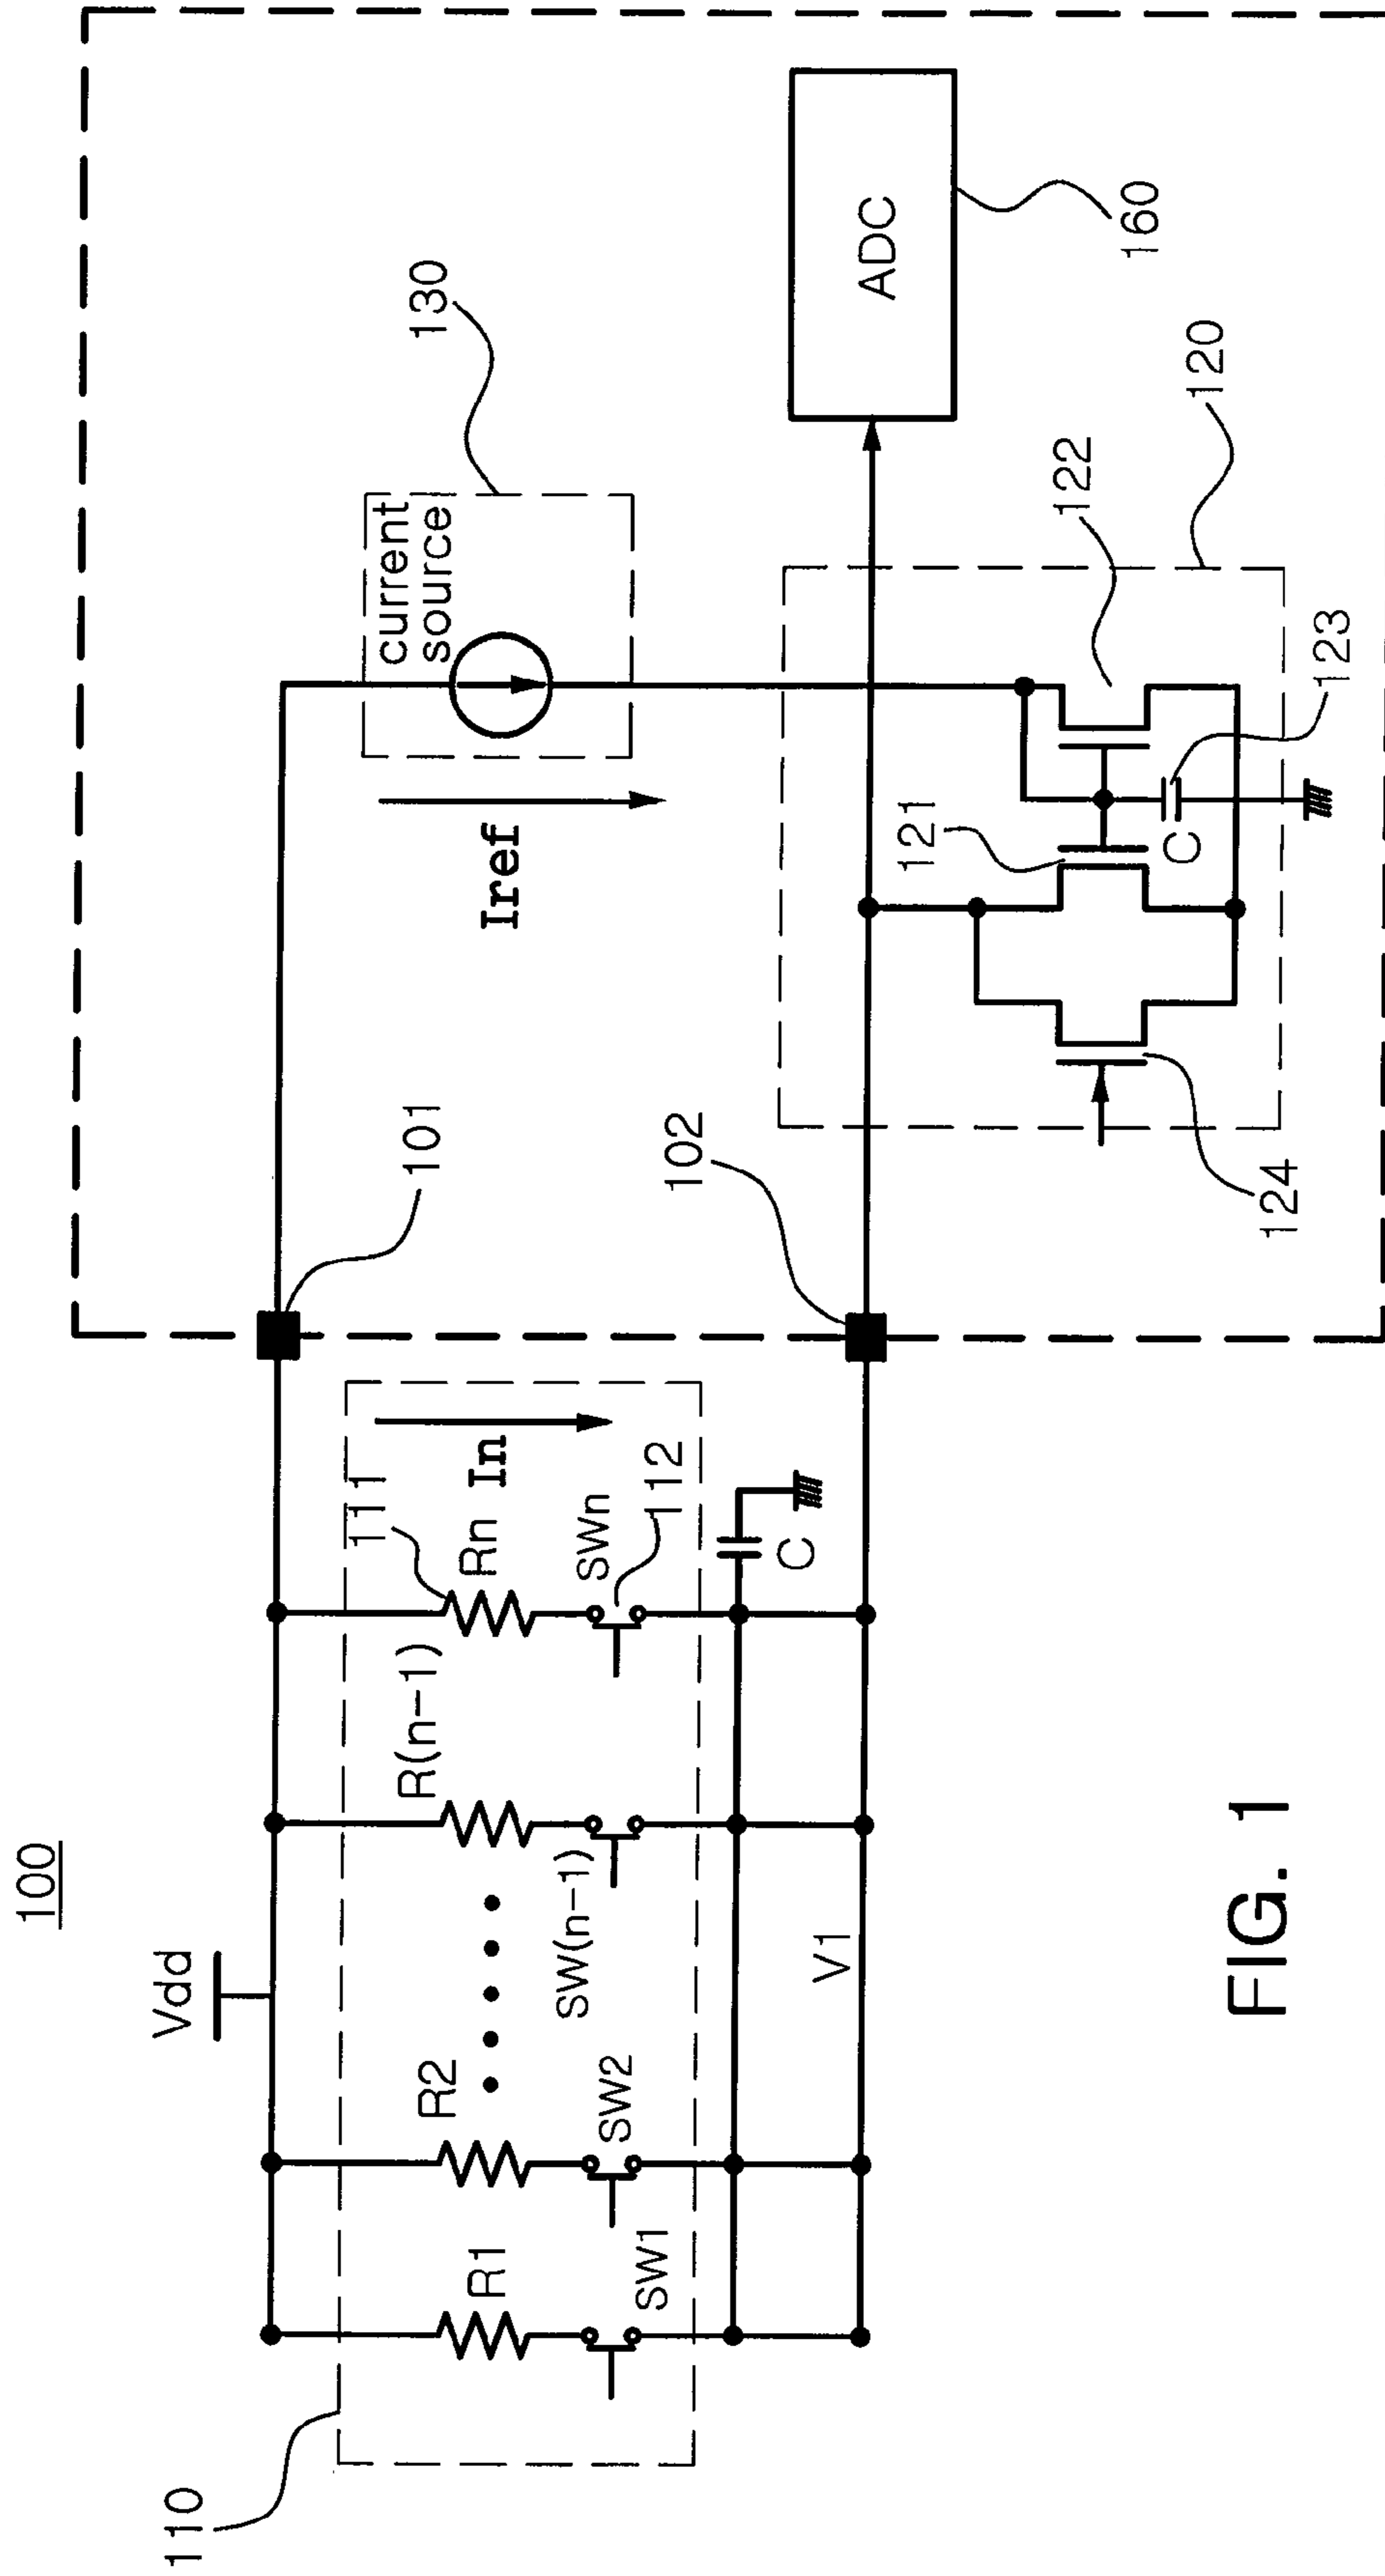 100
Vdd
110
R1
R2
R(n-1)
Rn
111
In
SW1
SW2
SW(n-1)
SWn
112
C
V1
101
102
Iref
current
source
130
ADC
160
120
121
122
C
123
124
FIG. 1